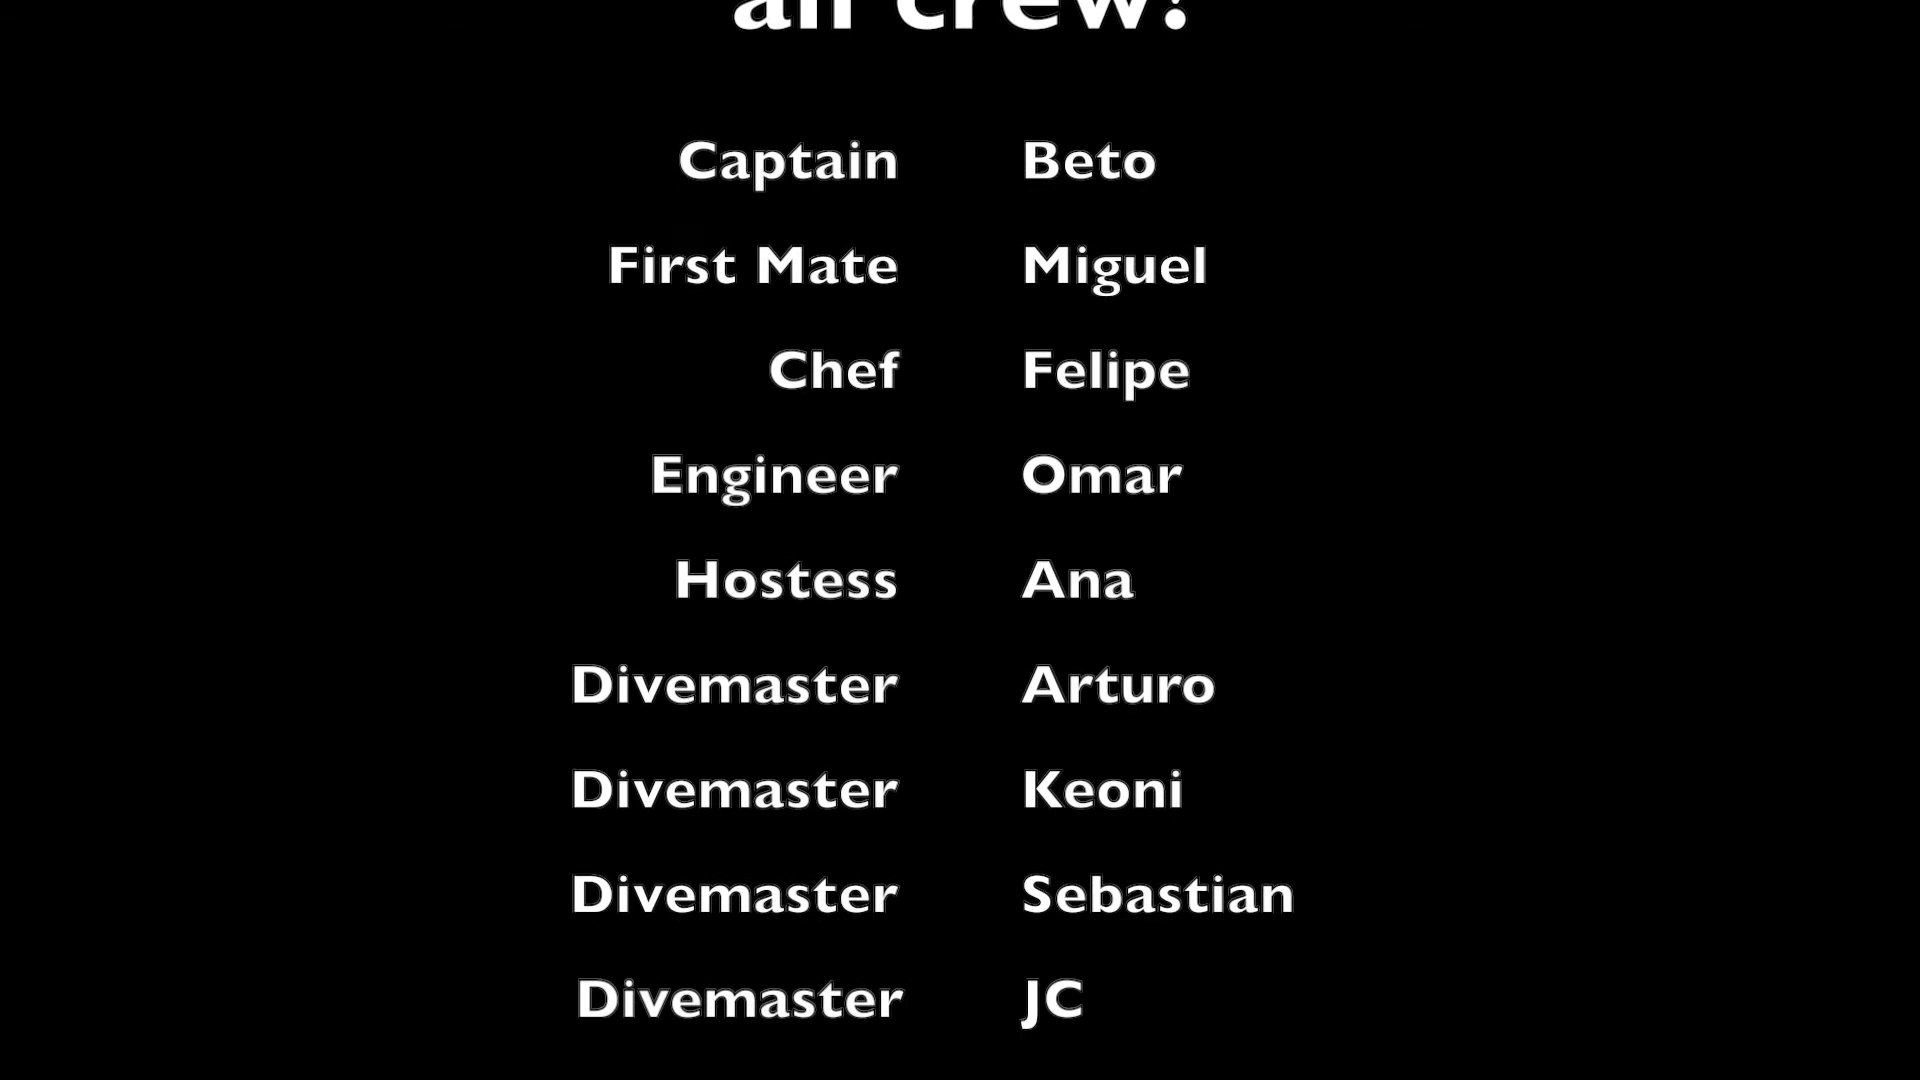 all crew!
Captain Beto
First Mate Miguel
Chef Felipe
Engineer Omar
Hostess Ana
Divemaster Arturo
Divemaster Keoni
Divemaster Sebastian
Divemaster JC